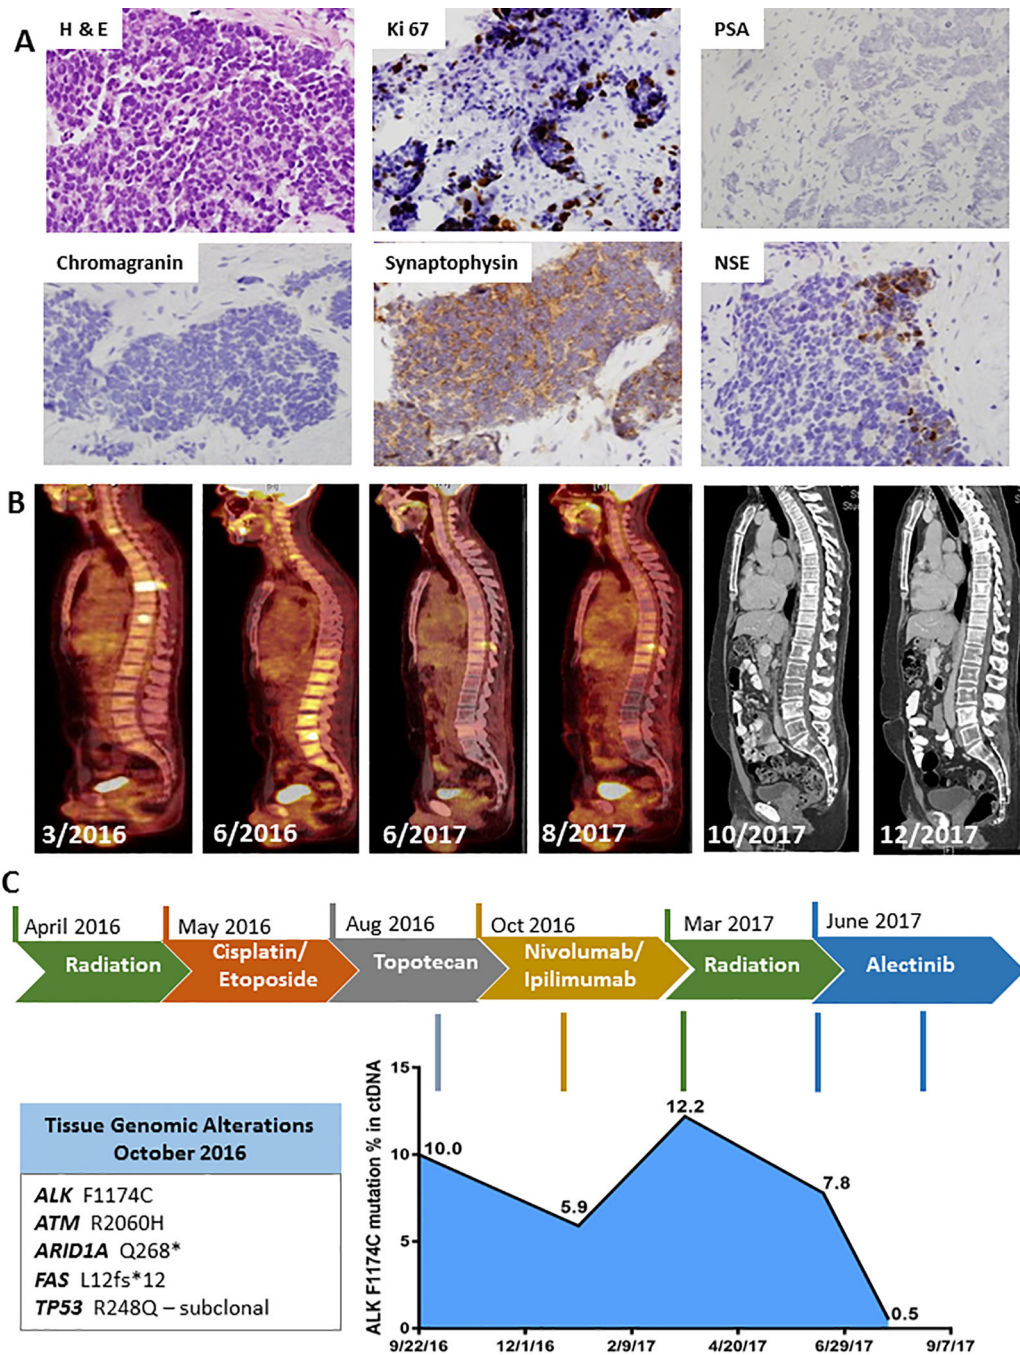 A
H & E
Ki 67
PSA
Chromagranin
Synaptophysin
NSE
B
3/2016
6/2016
6/2017
8/2017
10/2017
12/2017
C
April 2016
May 2016
Aug 2016
Oct 2016
Mar 2017
June 2017
Radiation
Cisplatin/
Etoposide
Topotecan
Nivolumab/
Ipilimumab
Radiation
Alectinib
Tissue Genomic Alterations
October 2016
ALK F1174C
ATM R2060H
ARID1A Q268*
FAS L12fs*12
TP53 R248Q – subclonal
ALK F1174C mutation % in ctDNA
15
10
5
0
10.0
5.9
12.2
7.8
0.5
9/22/16
12/1/16
2/9/17
4/20/17
6/29/17
9/7/17